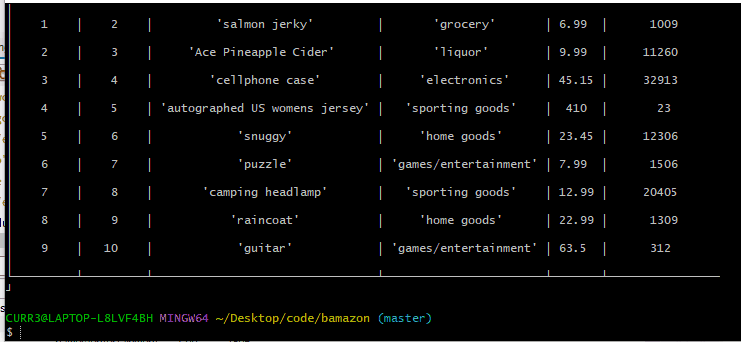 1 | 2 | 'salmon jerky' | 'grocery' | 6.99 | 1009
2 | 3 | 'Ace Pineapple Cider' | 'liquor' | 9.99 | 11260
3 | 4 | 'cellphone case' | 'electronics' | 45.15 | 32913
4 | 5 | 'autographed US womens jersey' | 'sporting goods' | 410 | 23
5 | 6 | 'snuggy' | 'home goods' | 23.45 | 12306
6 | 7 | 'puzzle' | 'games/entertainment' | 7.99 | 1506
7 | 8 | 'camping headlamp' | 'sporting goods' | 12.99 | 20405
8 | 9 | 'raincoat' | 'home goods' | 22.99 | 1309
9 | 10 | 'guitar' | 'games/entertainment' | 63.5 | 312
CURR3@LAPTOP-L8LVF4BH MINGW64 ~/Desktop/code/bamazon (master)
$